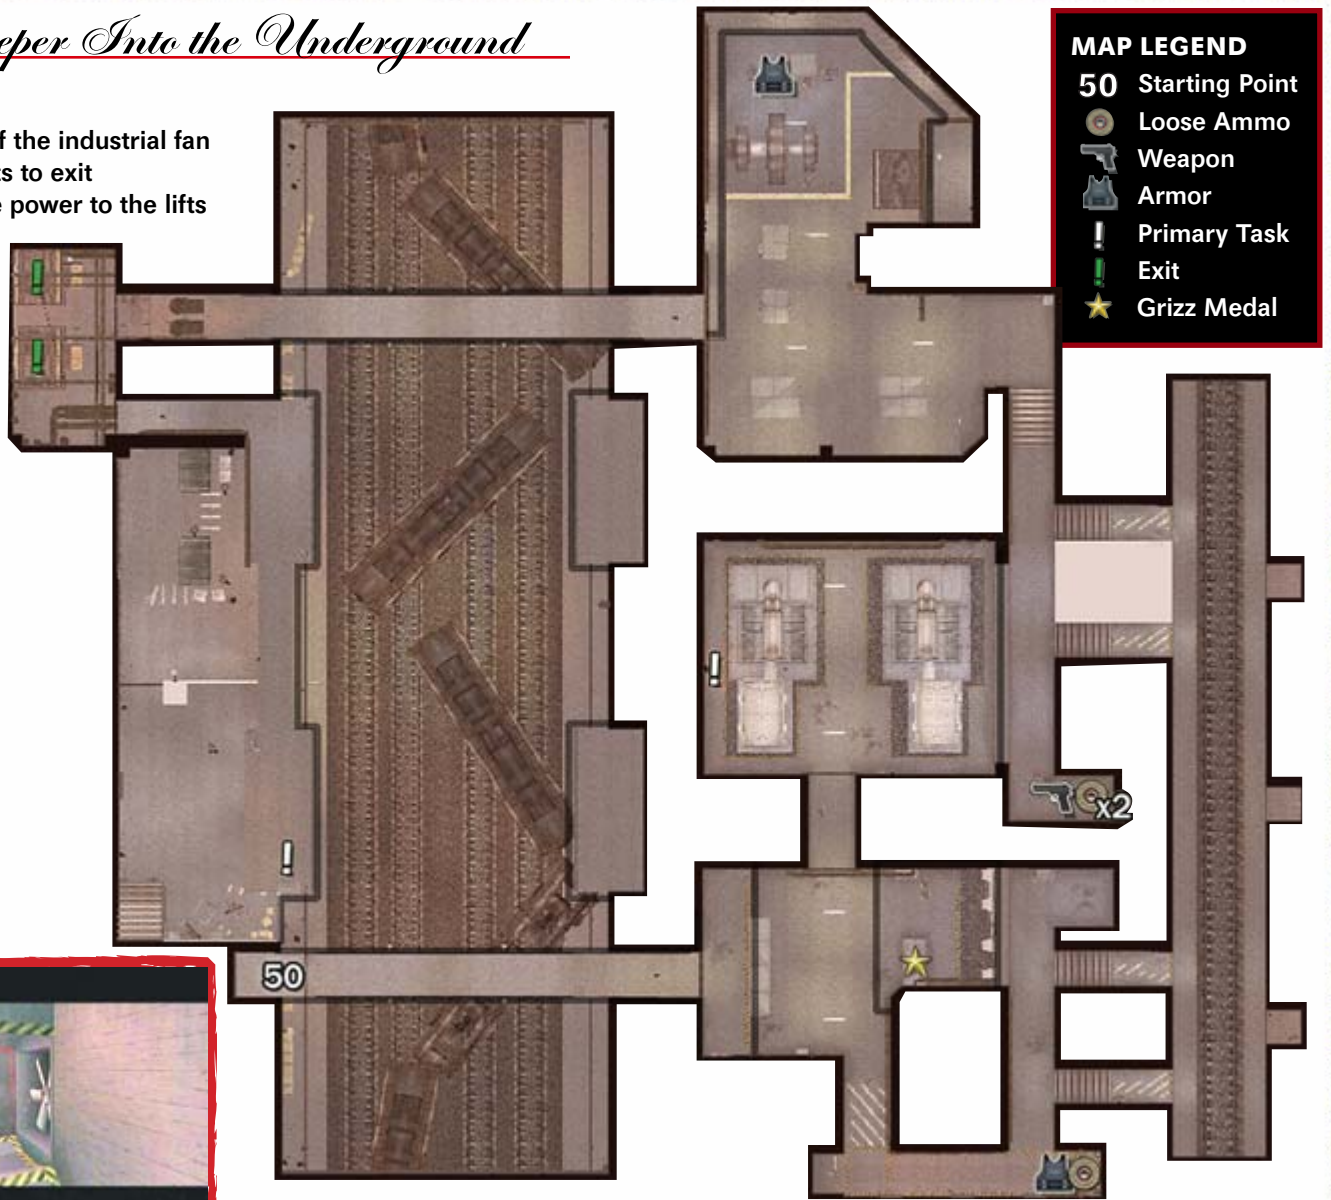 Into the Underground
f the industrial fan
s to exit
e power to the lifts
MAP LEGEND
50 Starting Point
Loose Ammo
Weapon
Armor
! Primary Task
! Exit
Grizz Medal
x2
50